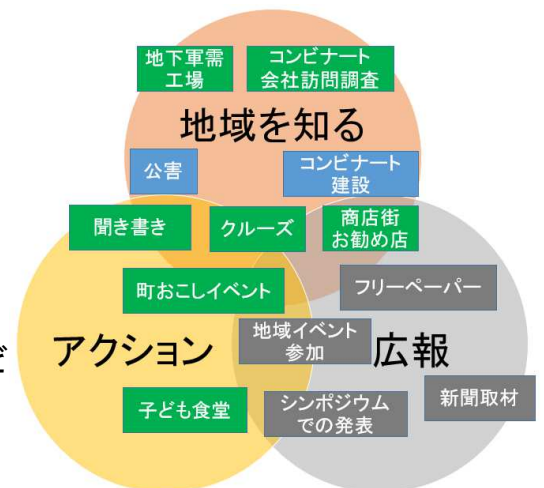 地下軍需
工場
コンビナート
会社訪問調査
地域を知る
公害
コンビナート
建設
聞き書き
クルーズ
商店街
お勧め店
町おこしイベント
フリーペーパー
地域イベント
参加
アクション
広報
子ども食堂
シンポジウム
での発表
新聞取材